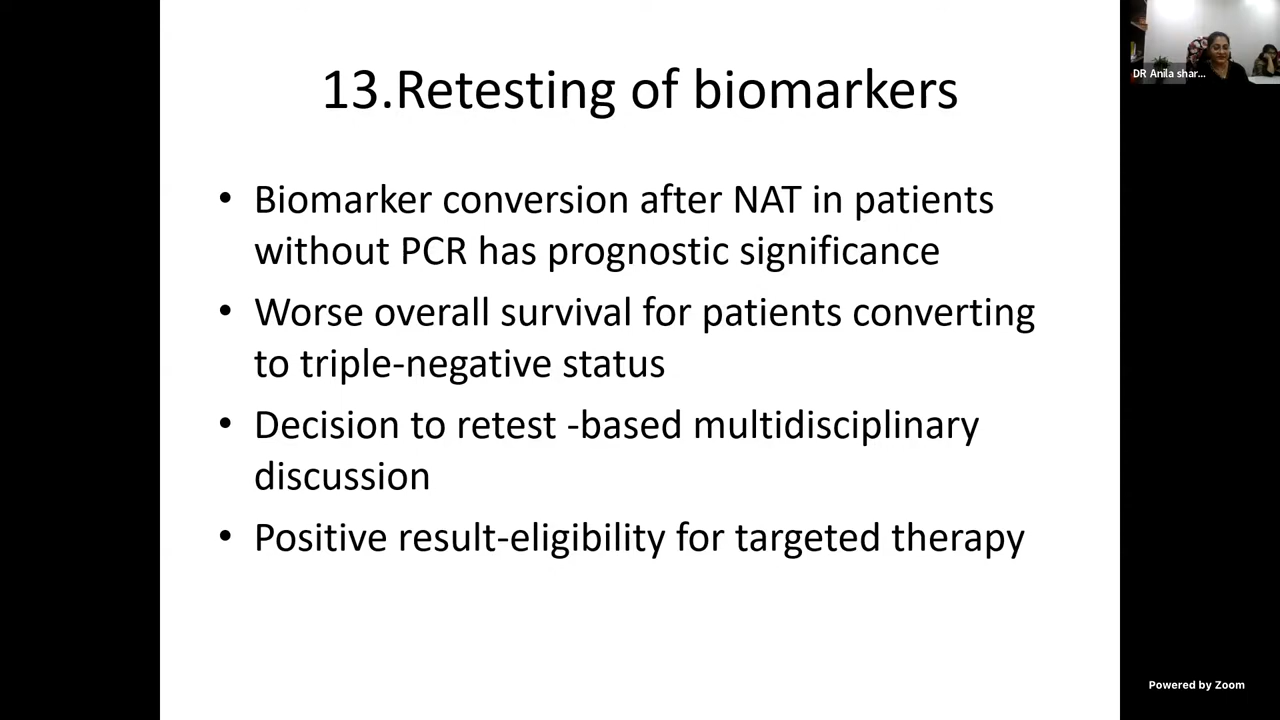 13.Retesting of biomarkers
• Biomarker conversion after NAT in patients
without PCR has prognostic significance
• Worse overall survival for patients converting
to triple-negative status
• Decision to retest -based multidisciplinary
discussion
• Positive result-eligibility for targeted therapy
DR Anila shar...
Powered by Zoom